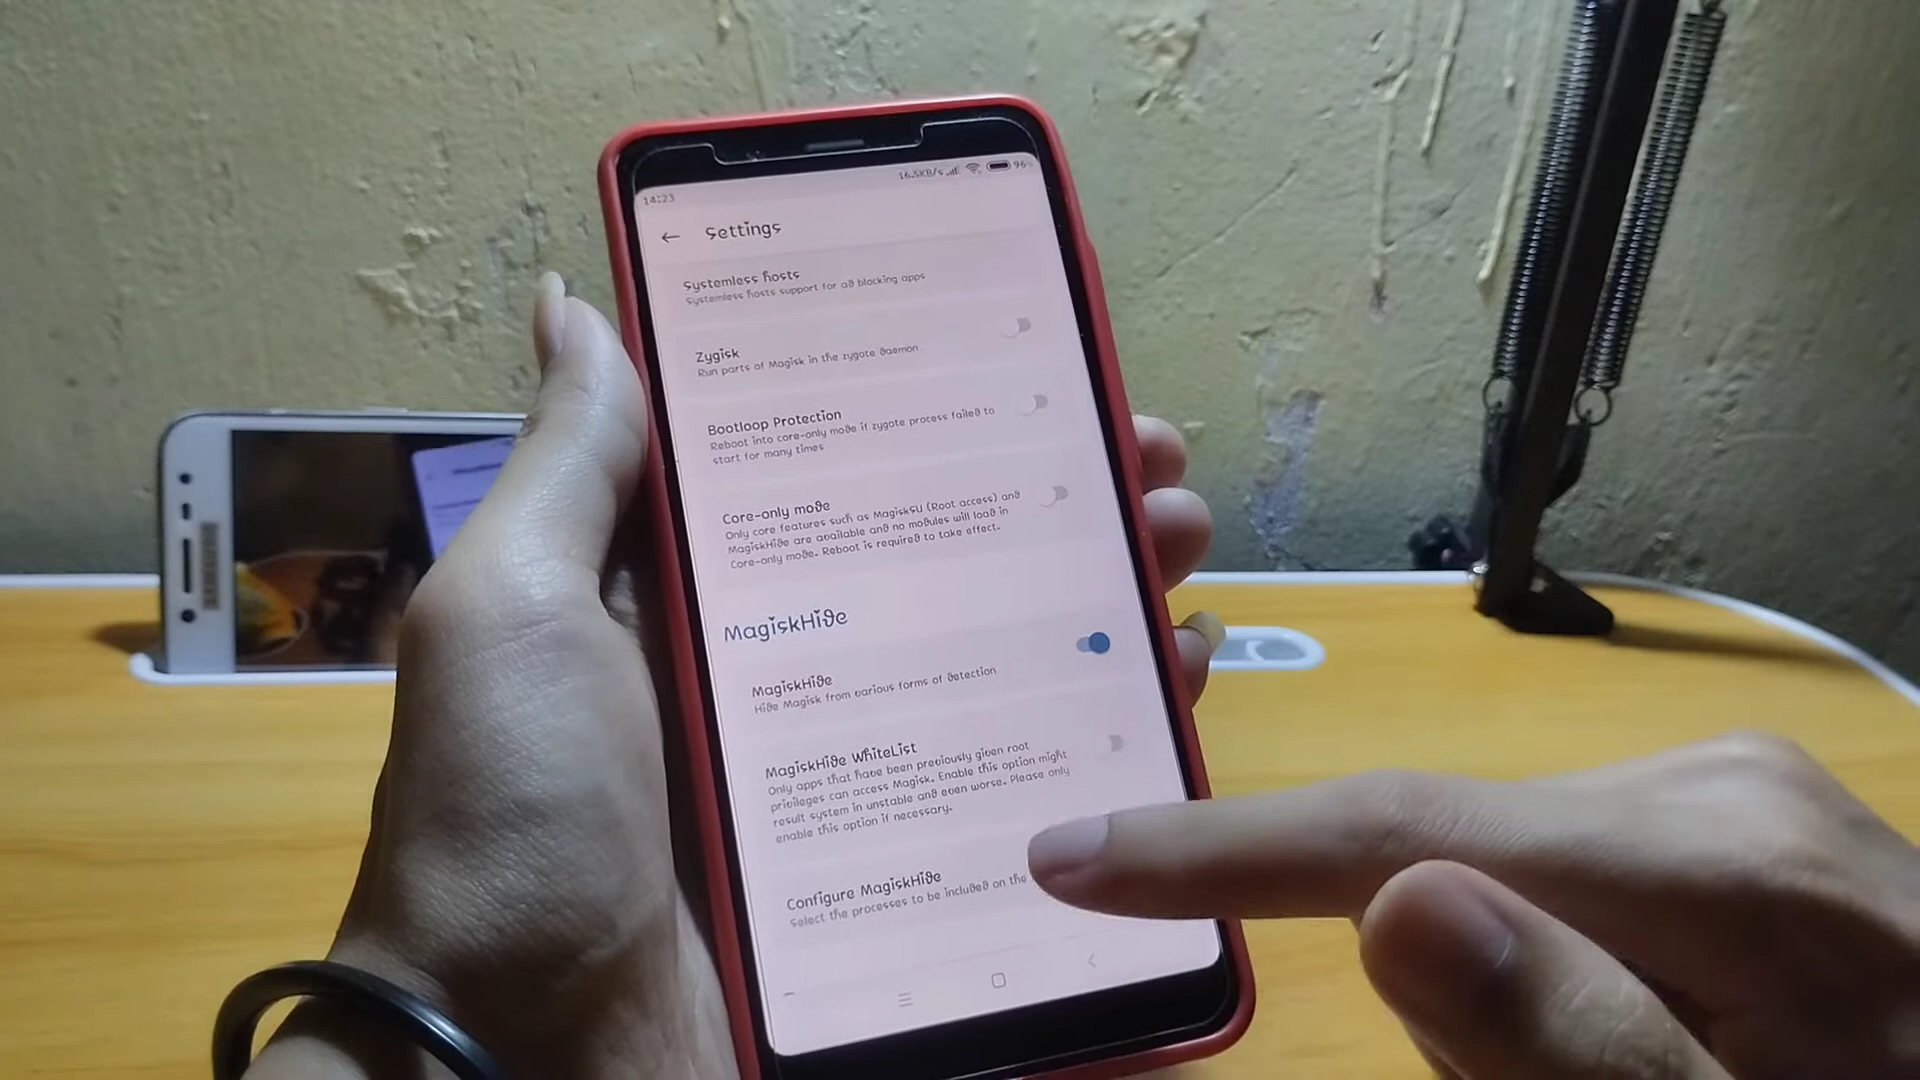 14:23
16.5KB/s
96
Settings
Systemless hosts
Systemless hosts support for ad blocking apps
Zygisk
Run parts of Magisk in the zygote daemon
Bootloop Protection
Reboot into core-only mode if zygote process failed to
start for many times
Core-only mode
Only core features such as MagiskSU (Root access) and
MagiskHide are available and no modules will load in
Core-only mode. Reboot is required to take effect.
MagiskHide
MagiskHide
Hide Magisk from various forms of detection
MagiskHide WhiteList
Only apps that have been previously given root
privileges can access Magisk. Enable this option might
result system in unstable and even worse. Please only
enable this option if necessary.
Configure MagiskHide
Select the processes to be included on the